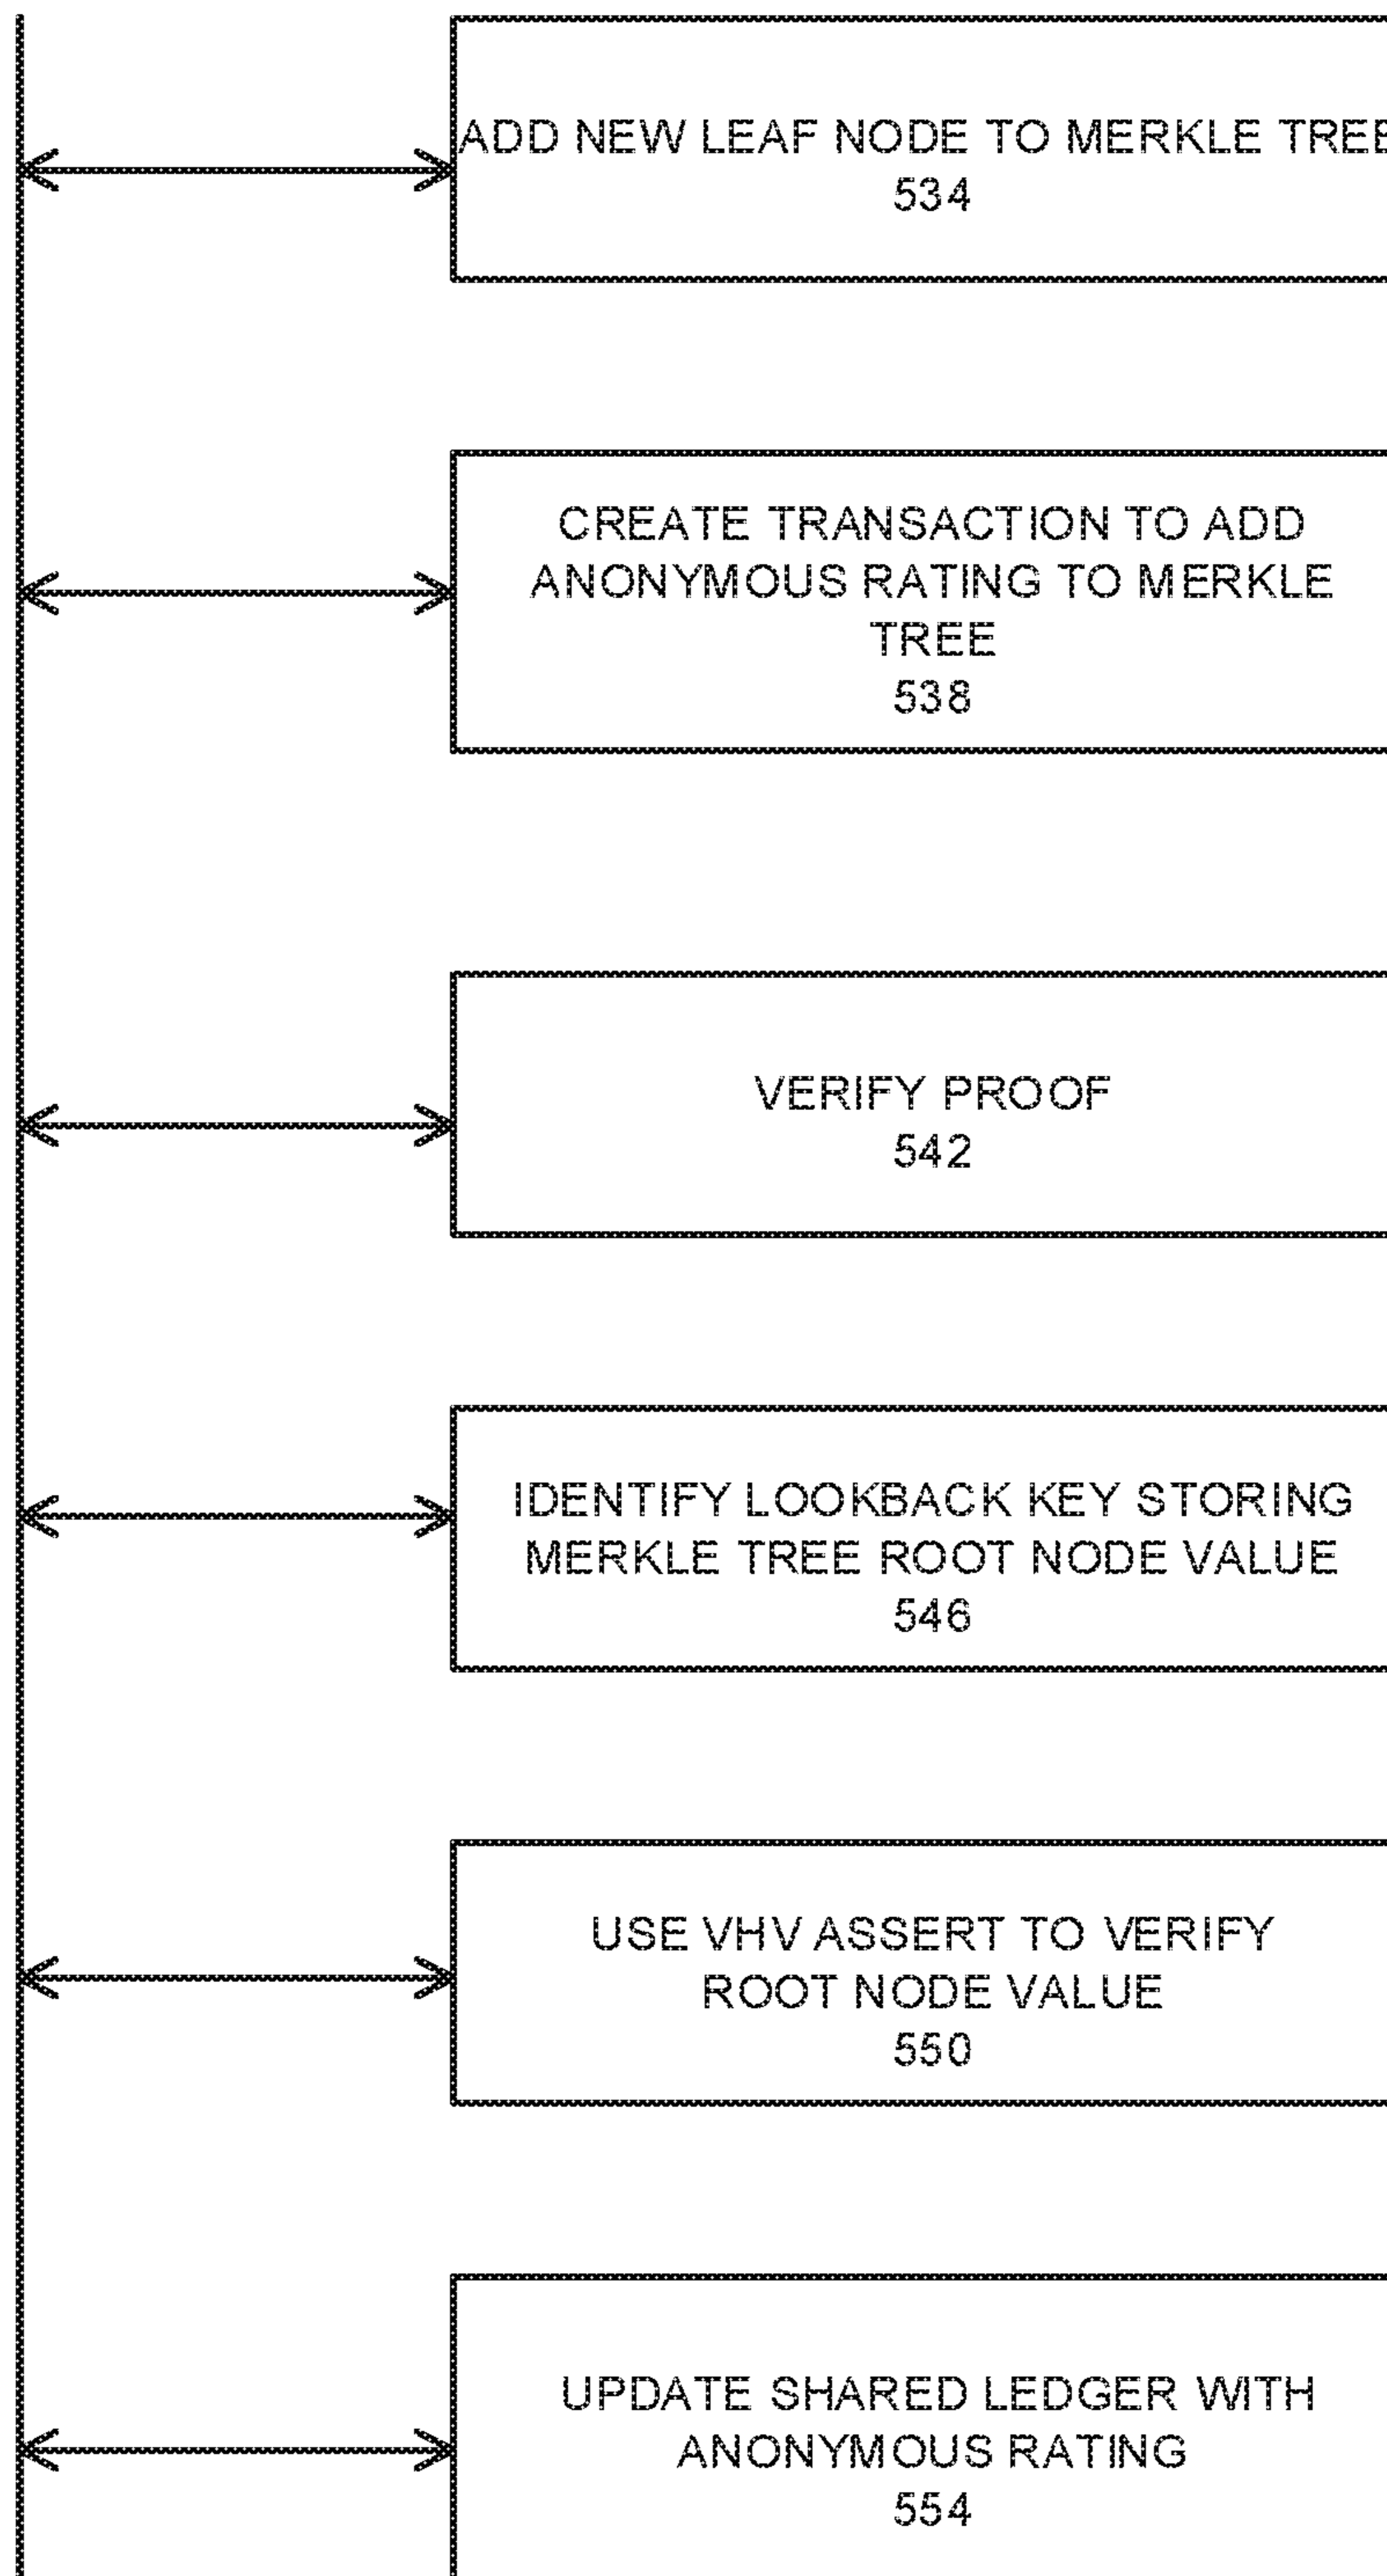 ADD NEW LEAF NODE TO MERKLE TREE
534
CREATE TRANSACTION TO ADD
ANONYMOUS RATING TO MERKLE
TREE
538
VERIFY PROOF
542
IDENTIFY LOOKBACK KEY STORING
MERKLE TREE ROOT NODE VALUE
546
USE VHV ASSERT TO VERIFY
ROOT NODE VALUE
550
UPDATE SHARED LEDGER WITH
ANONYMOUS RATING
554